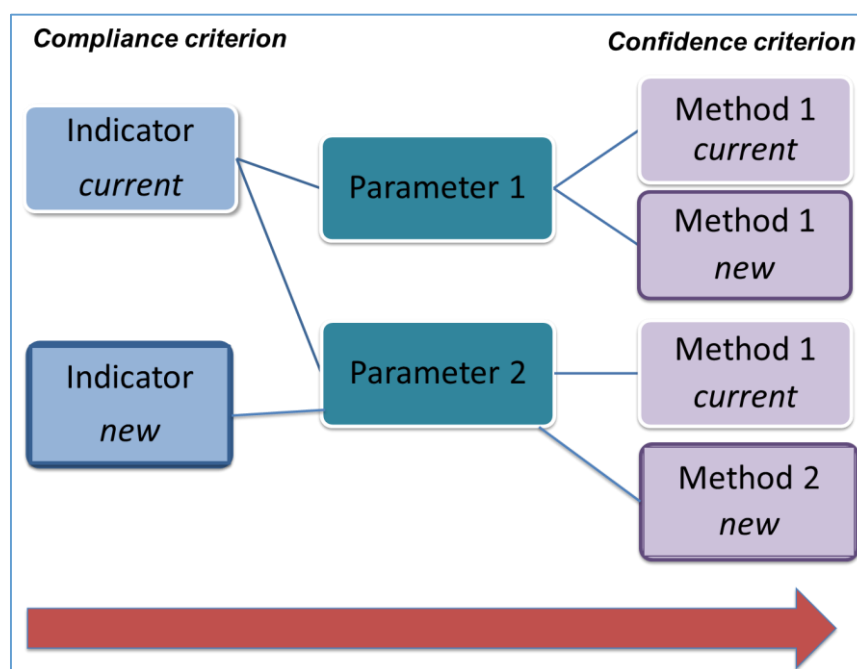 Compliance criterion
Confidence criterion
Indicator
current
Parameter 1
Method 1
current
Method 1
new
Indicator
new
Parameter 2
Method 1
current
Method 2
new